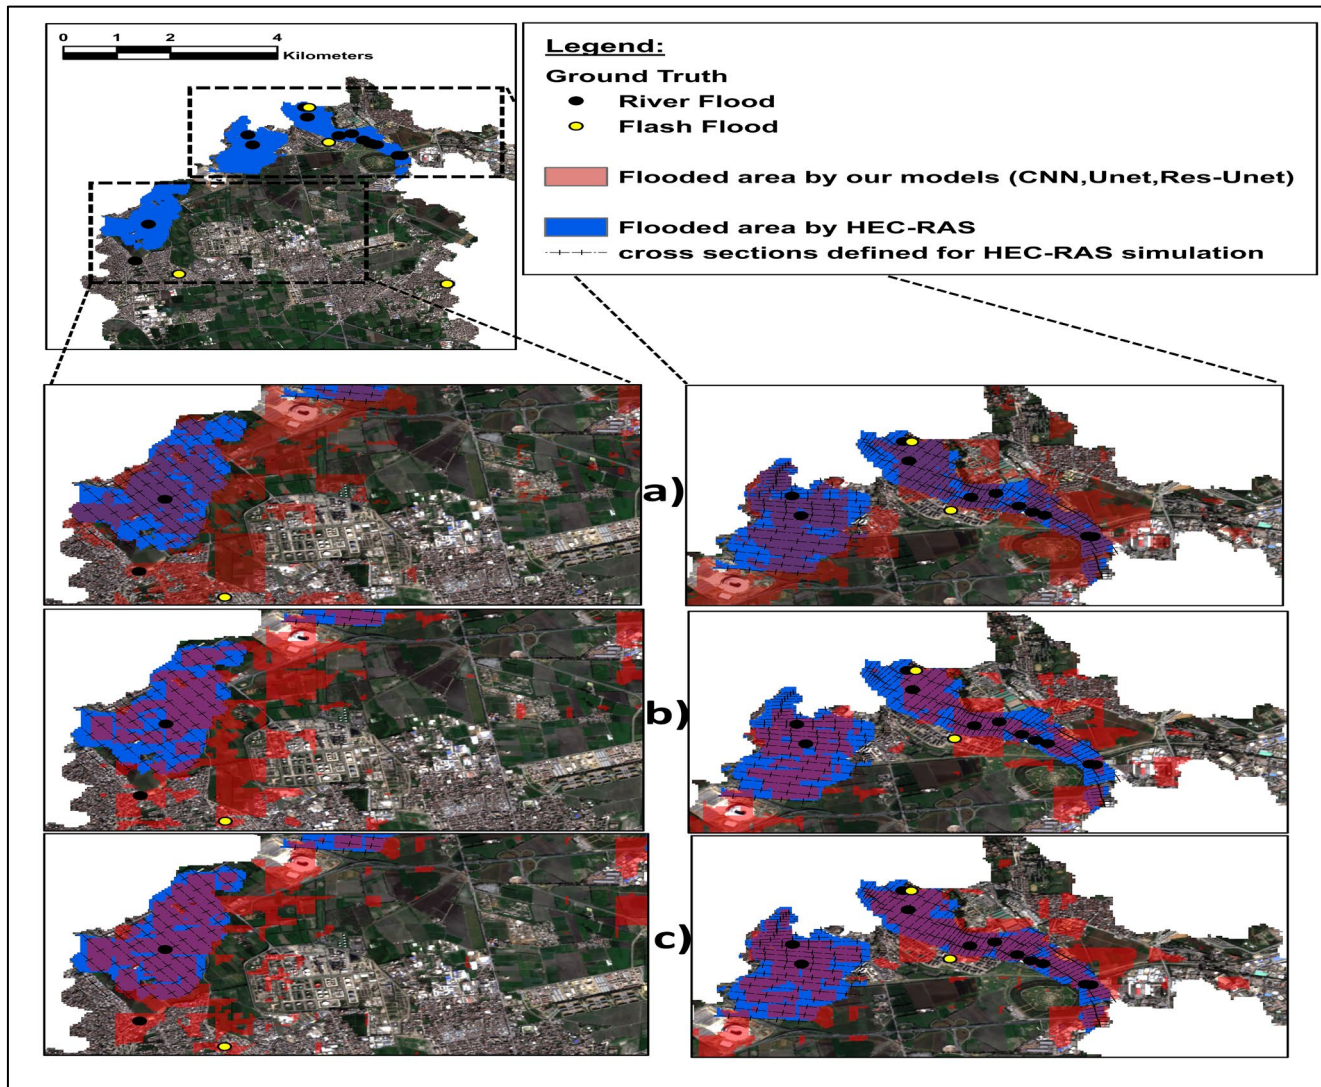 0 1 2 4
Kilometers
Legend:
Ground Truth
River Flood
Flash Flood
Flooded area by our models (CNN,Unet,Res-Unet)
Flooded area by HEC-RAS
cross sections defined for HEC-RAS simulation
a)
b)
c)